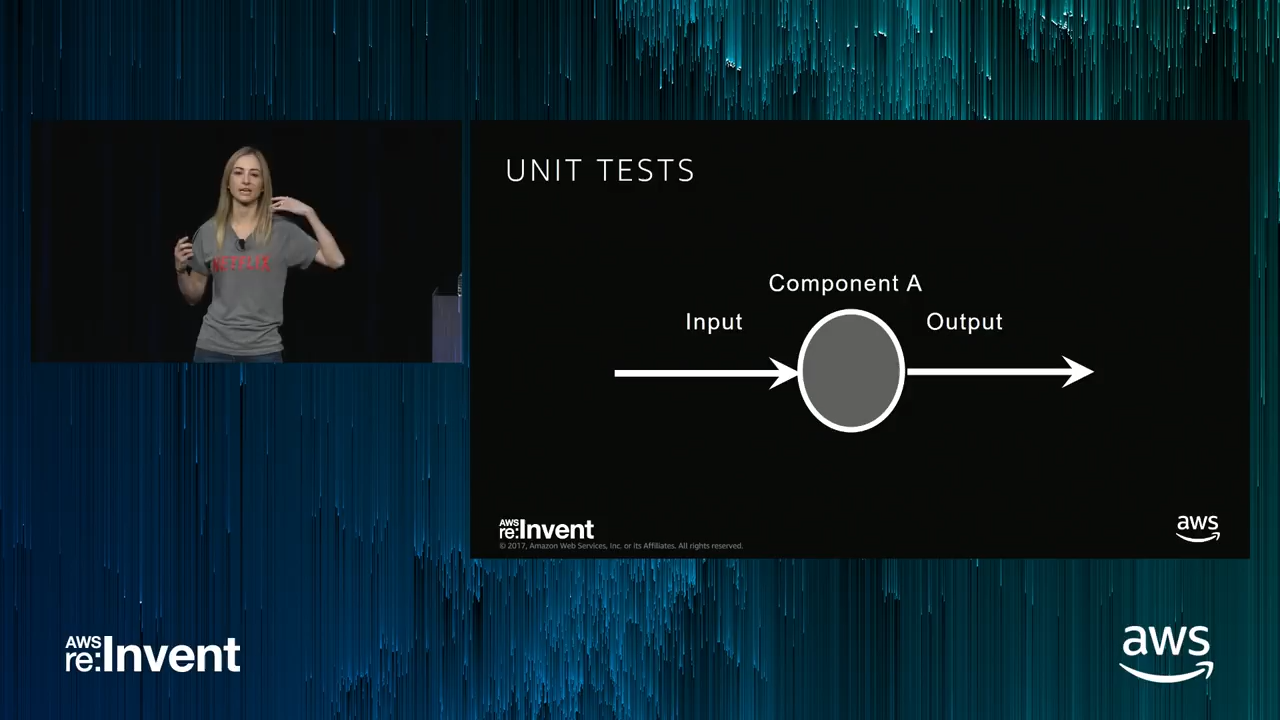 NETFLIX
UNIT TESTS
Component A
Input
Output
AWS
re:Invent
© 2017, Amazon Web Services, Inc. or its Affiliates. All rights reserved.
aws
AWS
re:Invent
aws